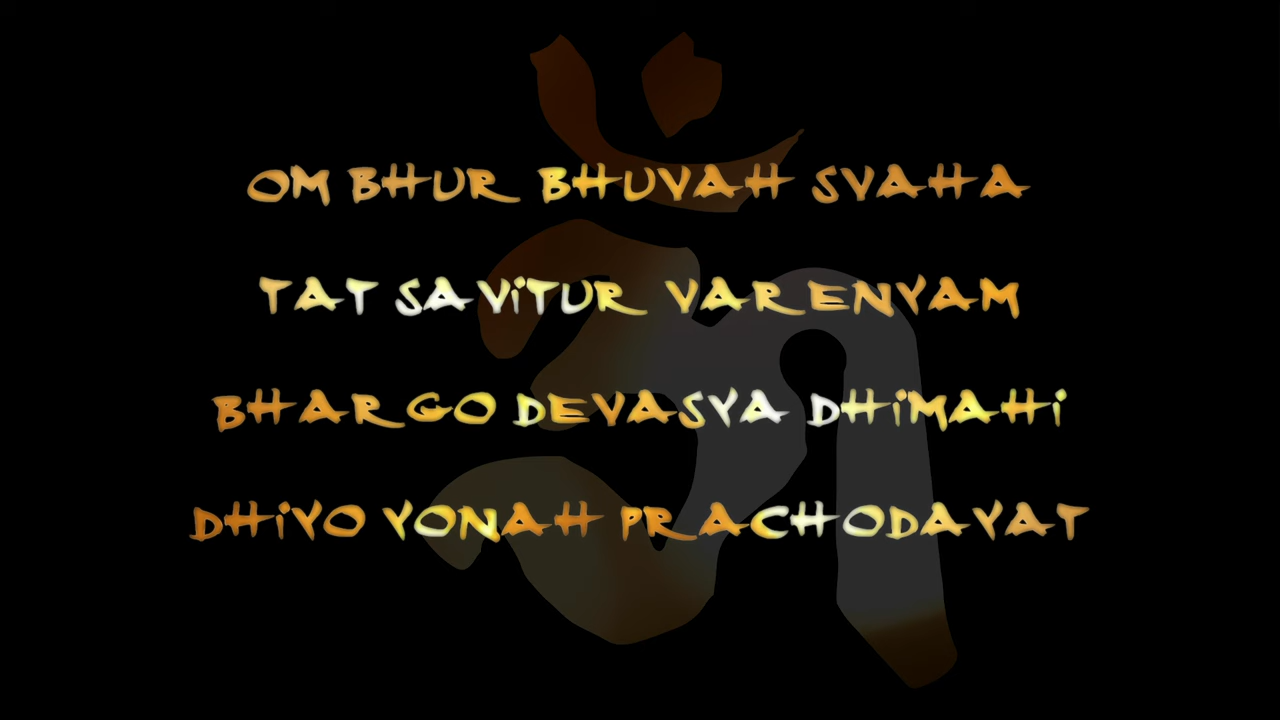 OM BHUR BHUVAH SVAHA
TAT SAVITUR VARENYAM
BHARGO DEVASYA DHIMAHI
DHIYO YONAH PRACHODAYAT